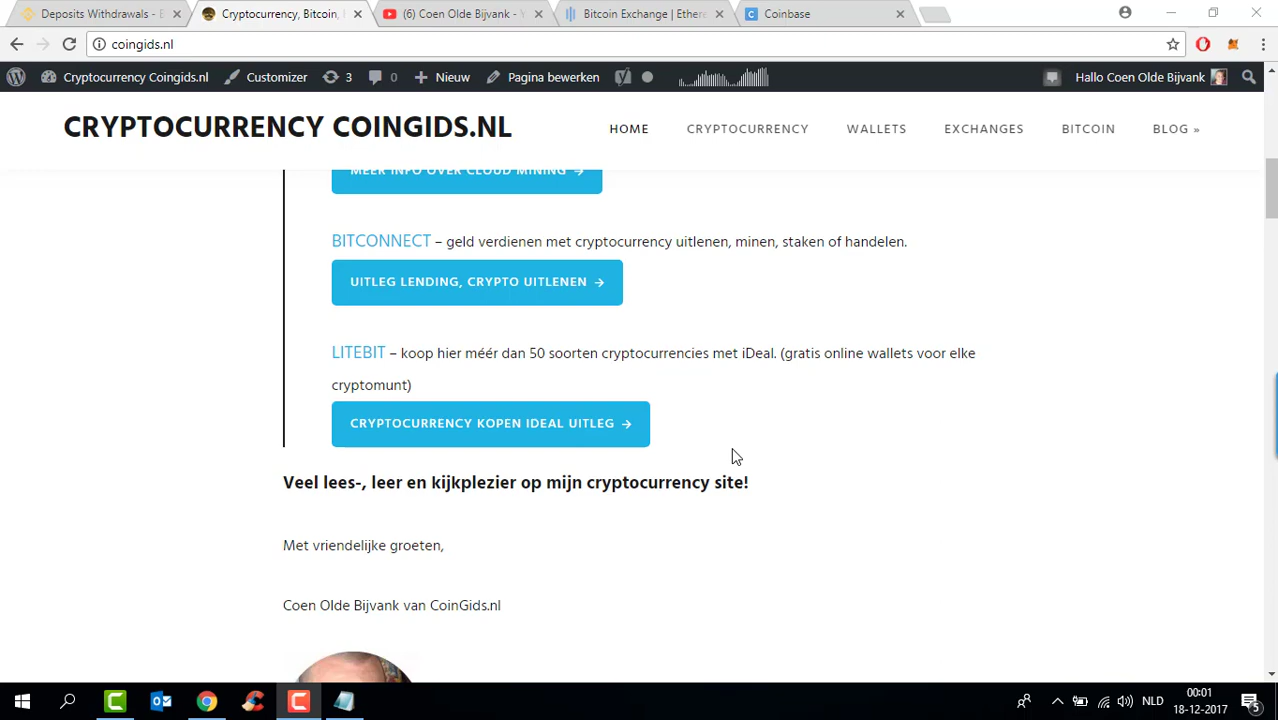 Deposits Withdrawals - B
Cryptocurrency, Bitcoin,
(6) Coen Olde Bijvank - Y
Bitcoin Exchange | Ethere
Coinbase
coingids.nl
Cryptocurrency Coingids.nl
Customizer
3
0
Nieuw
Pagina bewerken
Hallo Coen Olde Bijvank
CRYPTOCURRENCY COINGIDS.NL
HOME
CRYPTOCURRENCY
WALLETS
EXCHANGES
BITCOIN
BLOG »
MEER INFO OVER CLOUD MINING →
BITCONNECT – geld verdienen met cryptocurrency uitlenen, minen, staken of handelen.
UITLEG LENDING, CRYPTO UITLENEN →
LITEBIT – koop hier méér dan 50 soorten cryptocurrencies met iDeal. (gratis online wallets voor elke
cryptomunt)
CRYPTOCURRENCY KOPEN IDEAL UITLEG →
Veel lees-, leer en kijkplezier op mijn cryptocurrency site!
Met vriendelijke groeten,
Coen Olde Bijvank van CoinGids.nl
NLD
00:01
18-12-2017
5